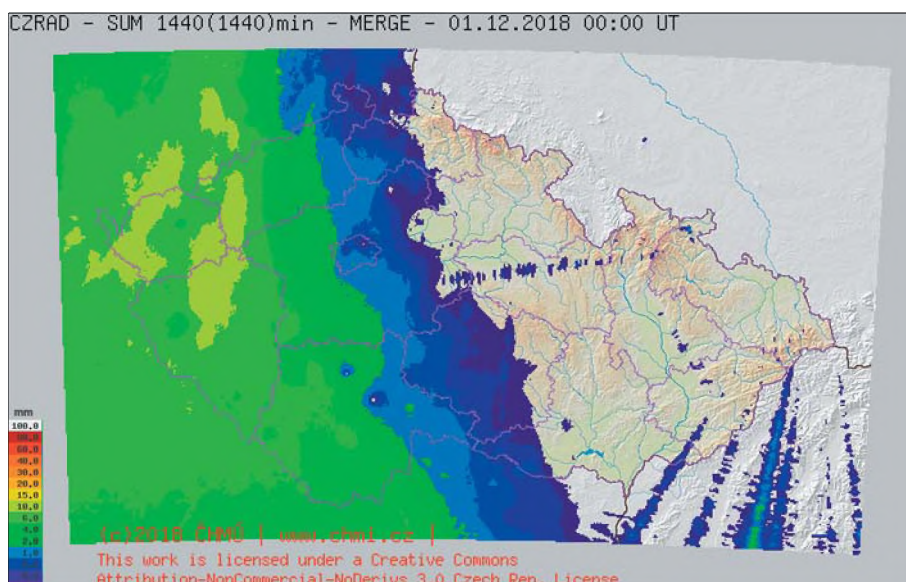 CZRAD - SUM 1440(1440)min - MERGE - 01.12.2018 00:00 UT
mm
100.0
80.0
60.0
40.0
30.0
20.0
15.0
10.0
6.0
4.0
2.0
1.0
(c)2018 ČHMÚ | www.chmi.cz |
This work is licensed under a Creative Commons
Attribution-NonCommercial-NoDerivs 3.0 Czech Rep. License